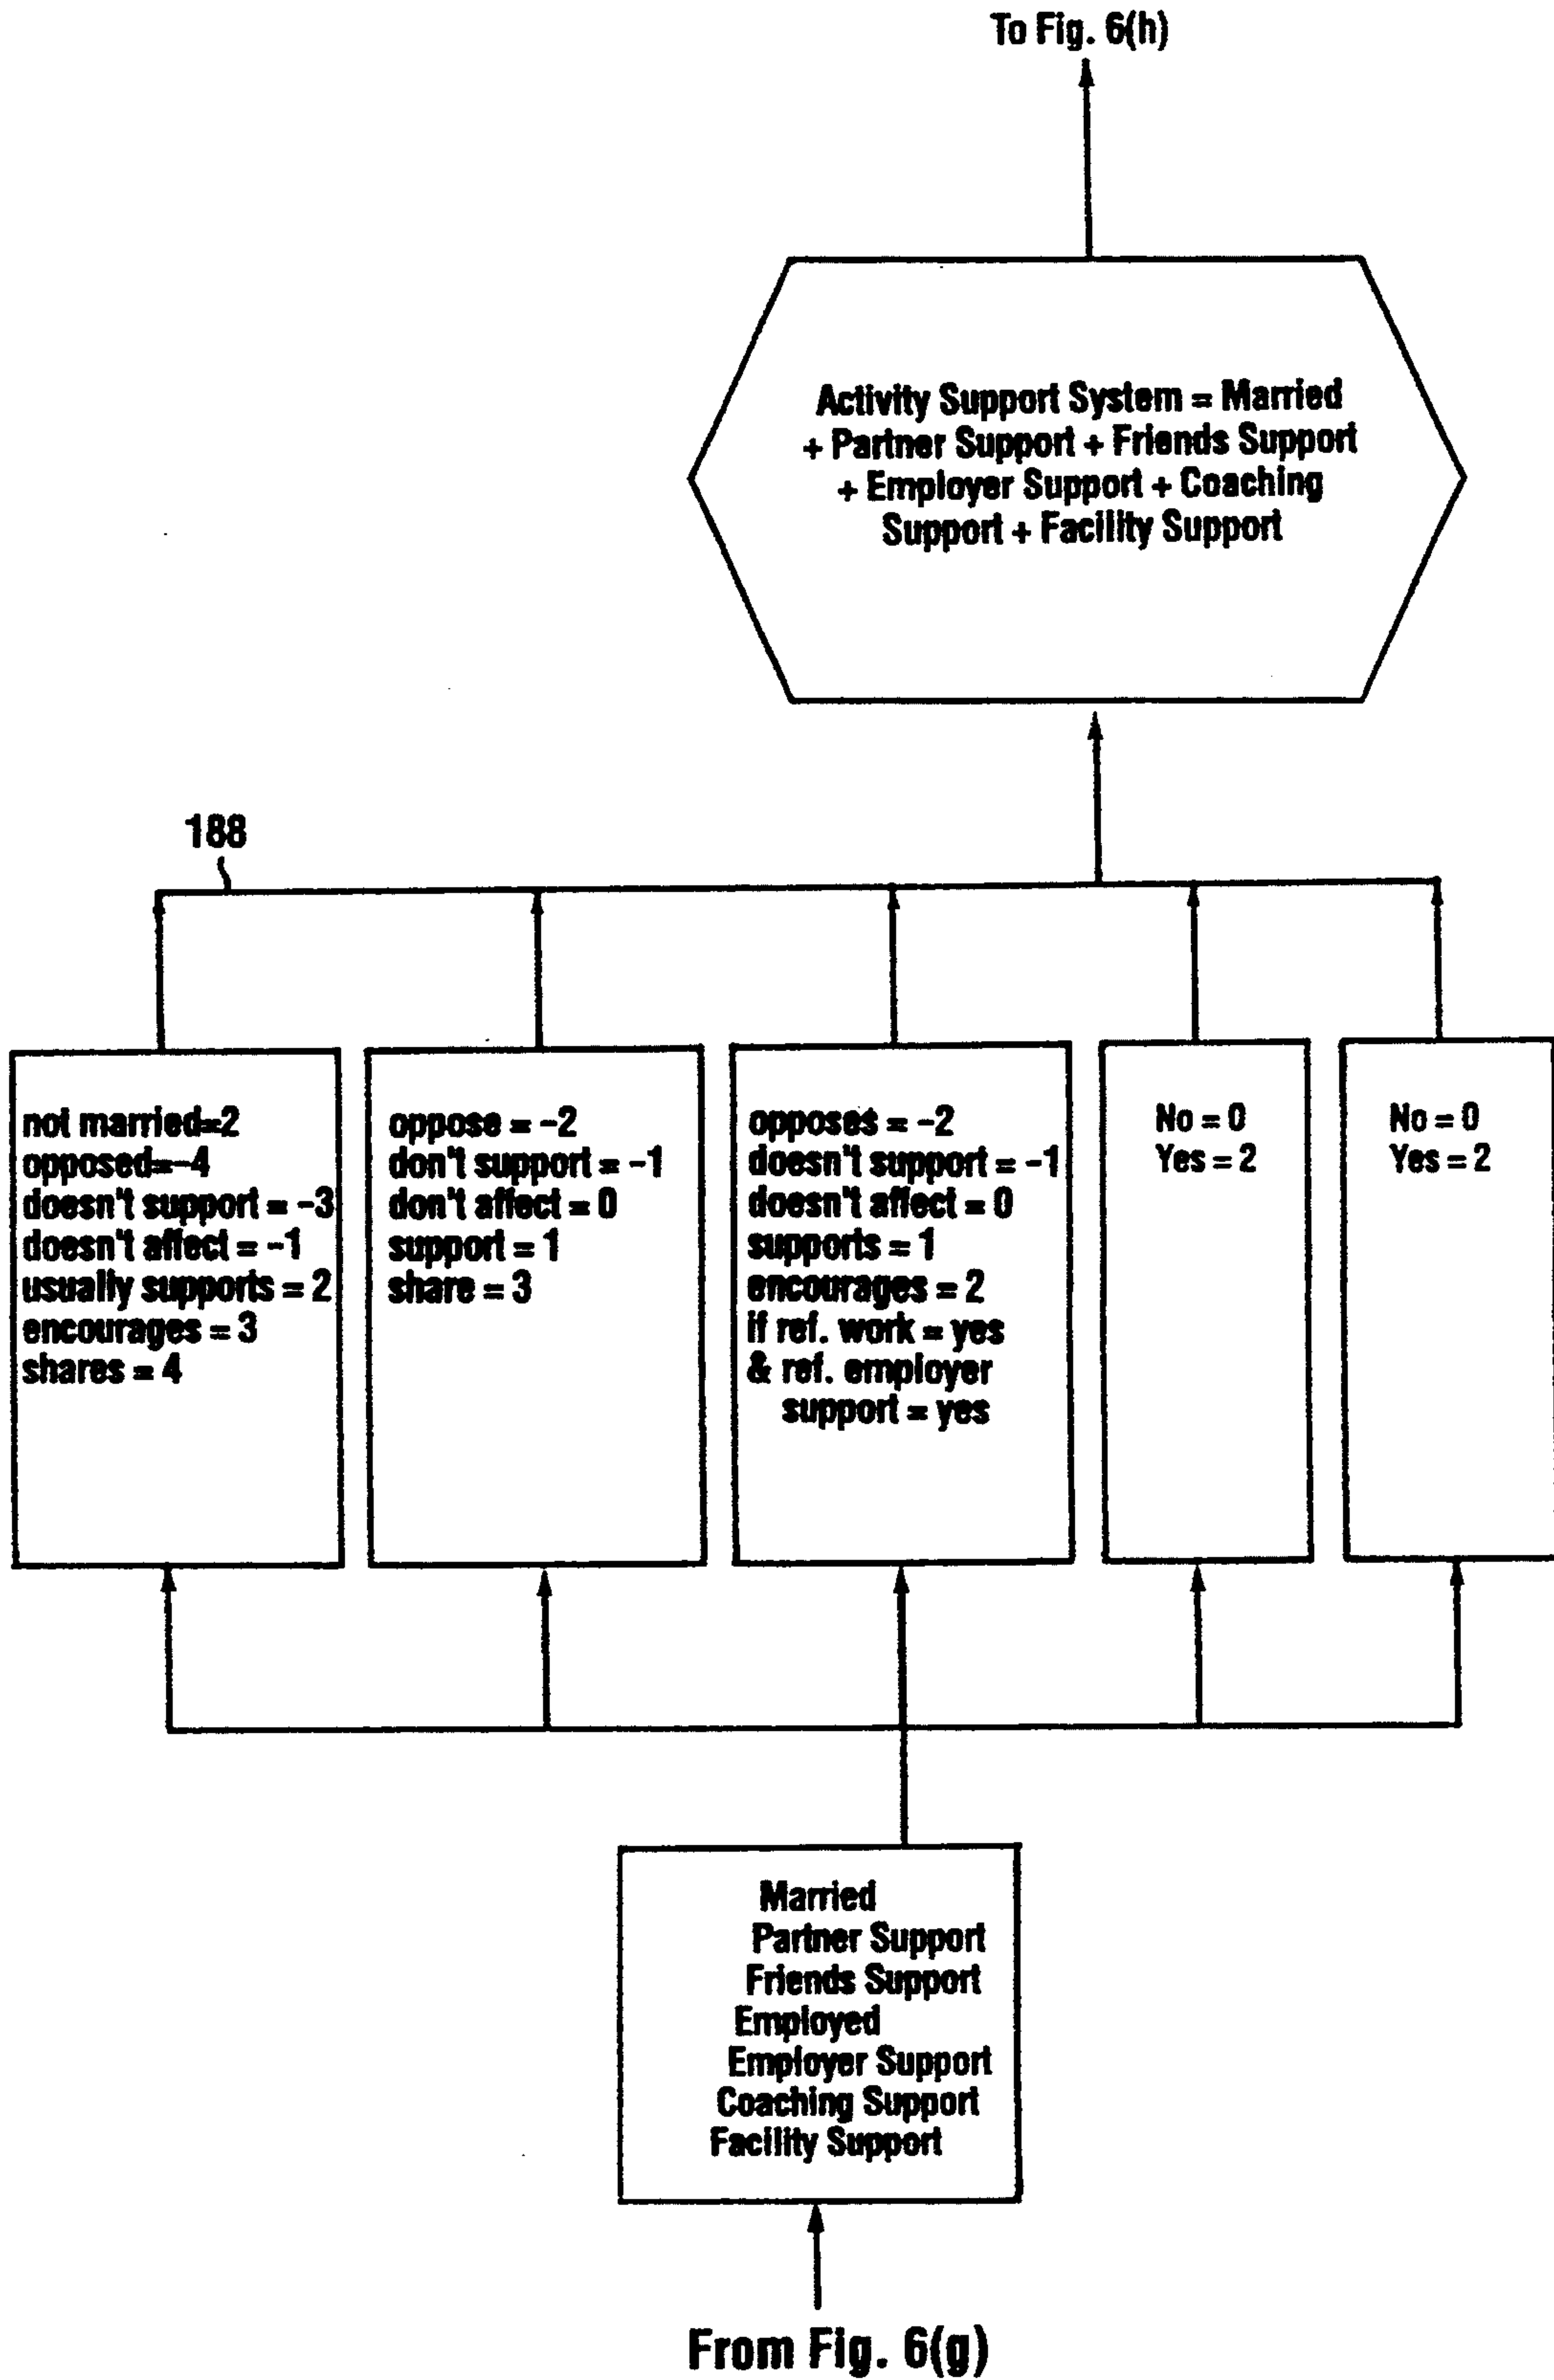 To Fig. 6(h)
Activity Support System = Married
+ Partner Support + Friends Support
+ Employer Support + Coaching
Support + Facility Support
188
not married=2
opposed=-4
doesn't support = -3
doesn't affect = -1
usually supports = 2
encourages = 3
shares = 4
oppose = -2
don't support = -1
don't affect = 0
support = 1
share = 3
opposes = -2
doesn't support = -1
doesn't affect = 0
supports = 1
encourages = 2
if ref. work = yes
& ref. employer
support = yes
No = 0
Yes = 2
No = 0
Yes = 2
Married
Partner Support
Friends Support
Employed
Employer Support
Coaching Support
Facility Support
From Fig. 6(g)